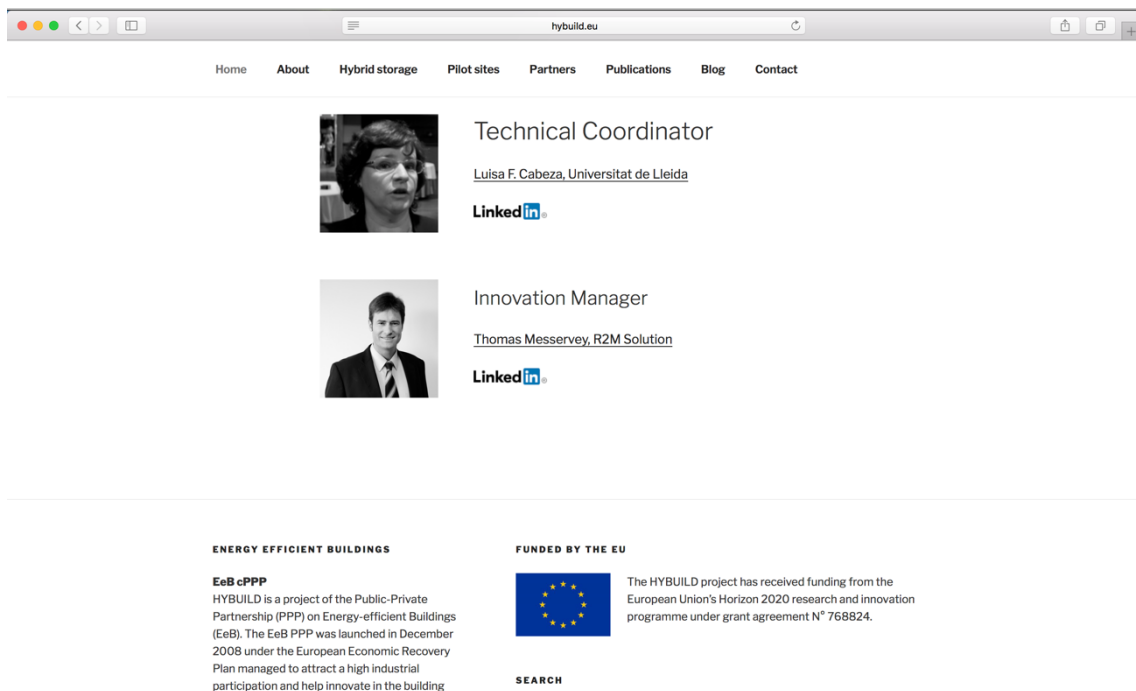 hybuild.eu
Home About Hybrid storage Pilot sites Partners Publications Blog Contact
Technical Coordinator
Luisa F. Cabeza, Universitat de Lleida
Linked in ®
Innovation Manager
Thomas Messervey, R2M Solution
Linked in ®
ENERGY EFFICIENT BUILDINGS
EeB cPPP
HYBUILD is a project of the Public-Private
Partnership (PPP) on Energy-efficient Buildings
(EeB). The EeB PPP was launched in December
2008 under the European Economic Recovery
Plan managed to attract a high industrial
participation and help innovate in the building
FUNDED BY THE EU
The HYBUILD project has received funding from the
European Union's Horizon 2020 research and innovation
programme under grant agreement N° 768824.
SEARCH